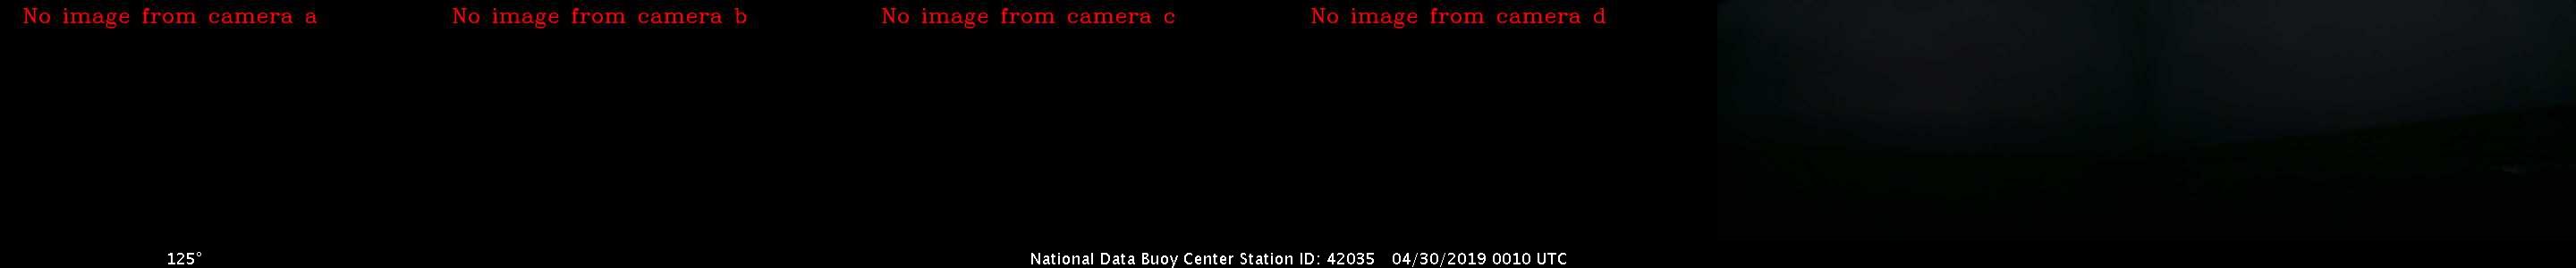 No image from camera a
No image from camera b
No image from camera c
No image from camera d
125°
National Data Buoy Center Station ID: 42035 04/30/2019 0010 UTC